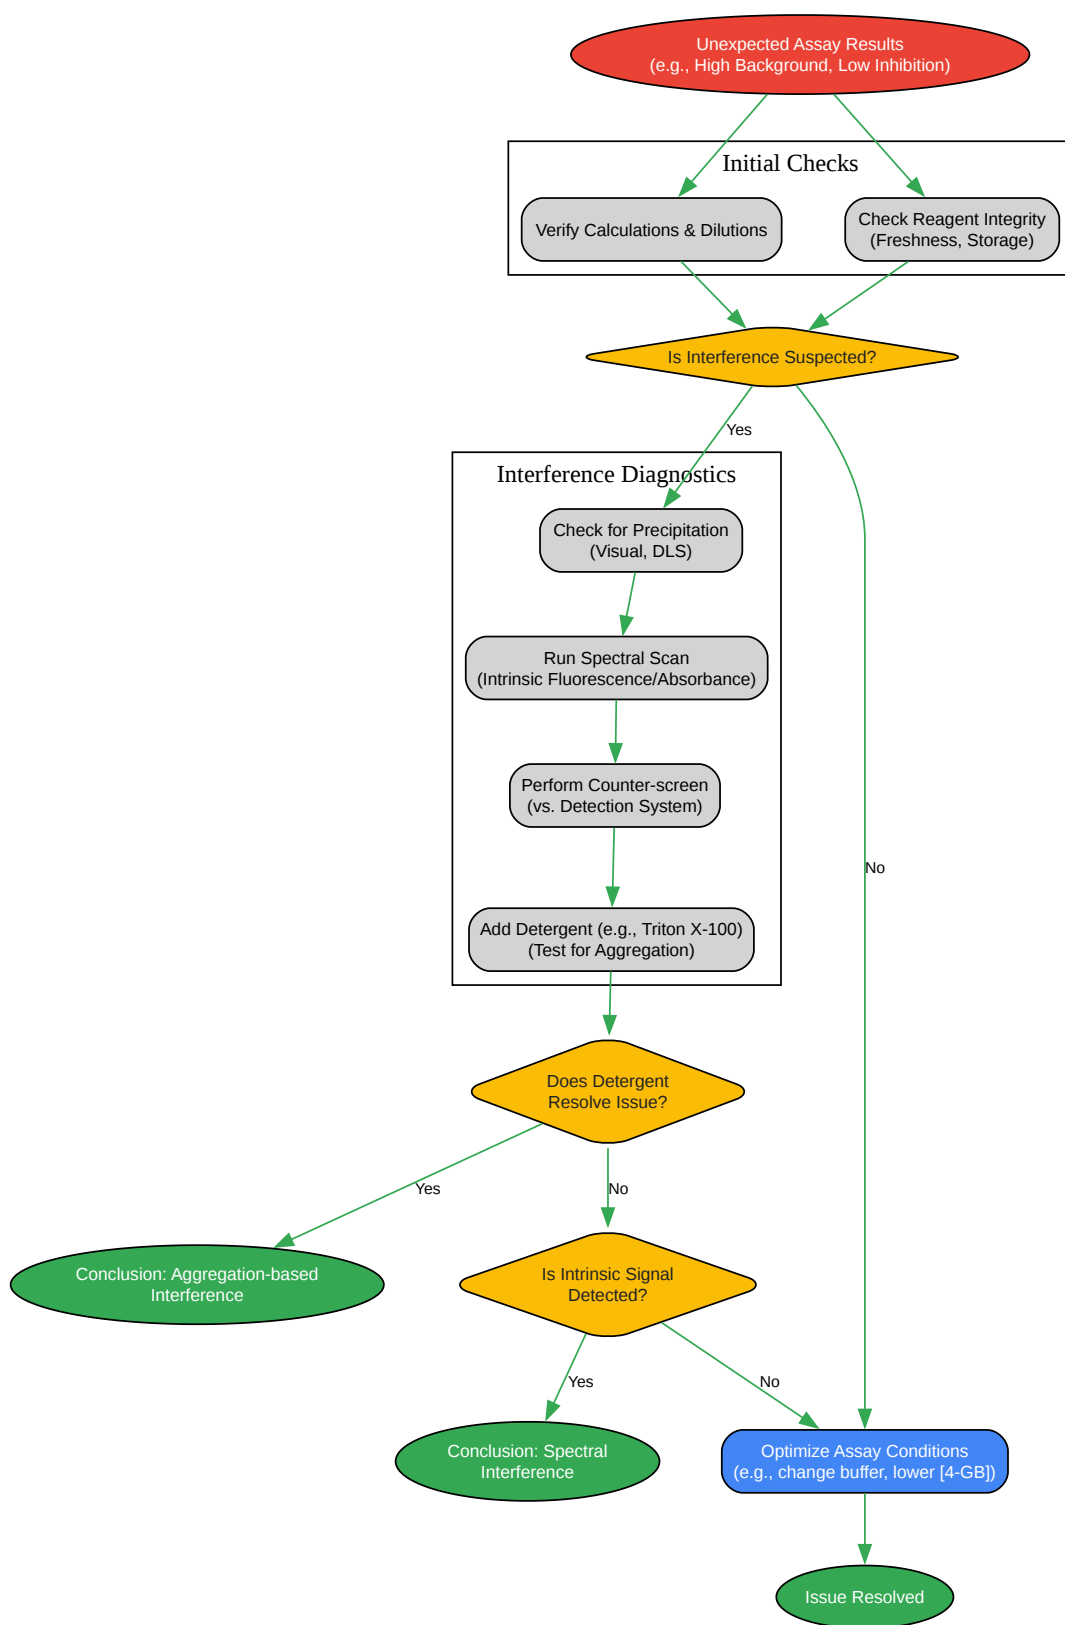 Unexpected Assay Results
(e.g., High Background, Low Inhibition)
Initial Checks
Verify Calculations & Dilutions
Check Reagent Integrity
(Freshness, Storage)
Is Interference Suspected?
Yes
Interference Diagnostics
Check for Precipitation
(Visual, DLS)
Run Spectral Scan
(Intrinsic Fluorescence/Absorbance)
Perform Counter-screen
(vs. Detection System)
No
Add Detergent (e.g., Triton X-100)
(Test for Aggregation)
Does Detergent
Resolve Issue?
Yes
No
Conclusion: Aggregation-based
Interference
Is Intrinsic Signal
Detected?
Yes
No
Conclusion: Spectral
Interference
Optimize Assay Conditions
(e.g., change buffer, lower [4-GB])
Issue Resolved